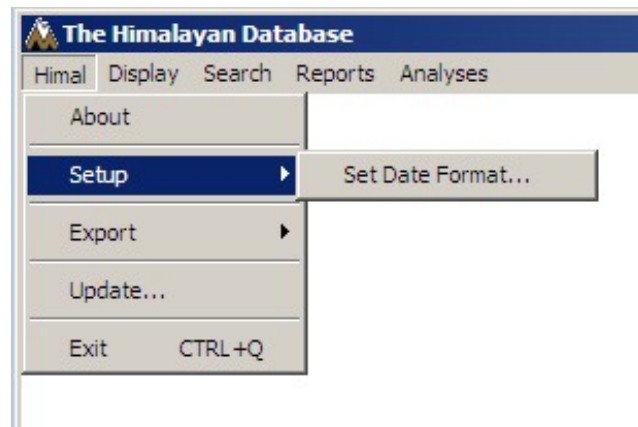 The Himalayan Database
Himal Display Search Reports Analyses
About
Setup Set Date Format...
Export
Update...
Exit CTRL+Q